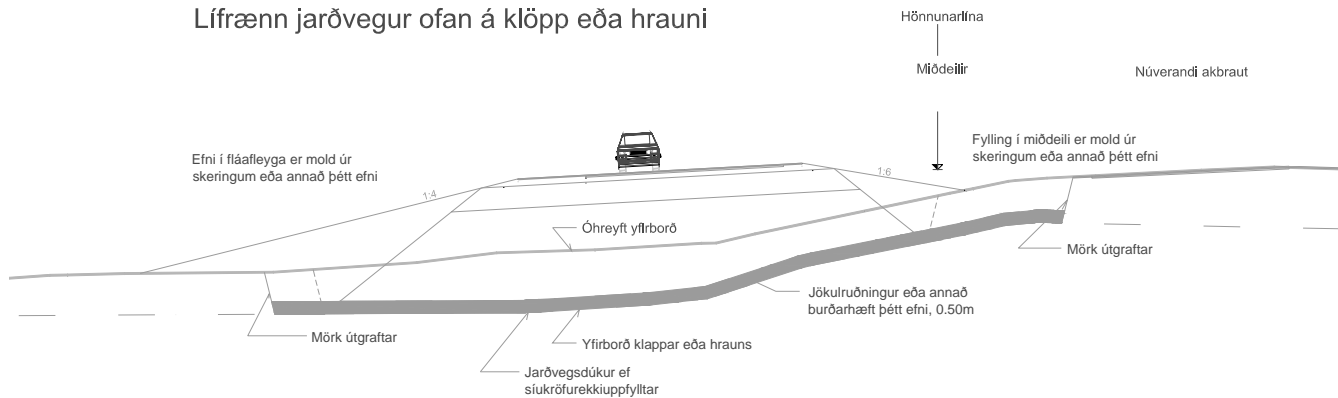 Lífrænn jarðvegur ofan á klöpp eða hrauni
Hönnunarlína
Miðdeilir
Núverandi akbraut
Efni í fláafleyga er mold úr
skeringum eða annað þétt efni
Fylling í miðdeili er mold úr
skeringum eða annað þétt efni
1:4
1:6
Óhreyft yfirborð
Mörk útgraftar
Jökulruðningur eða annað
burðarhæft þétt efni, 0.50m
Mörk útgraftar
Yfirborð klappar eða hrauns
Jarðvegsdúkur ef
síukröfurekkiuppfylltar